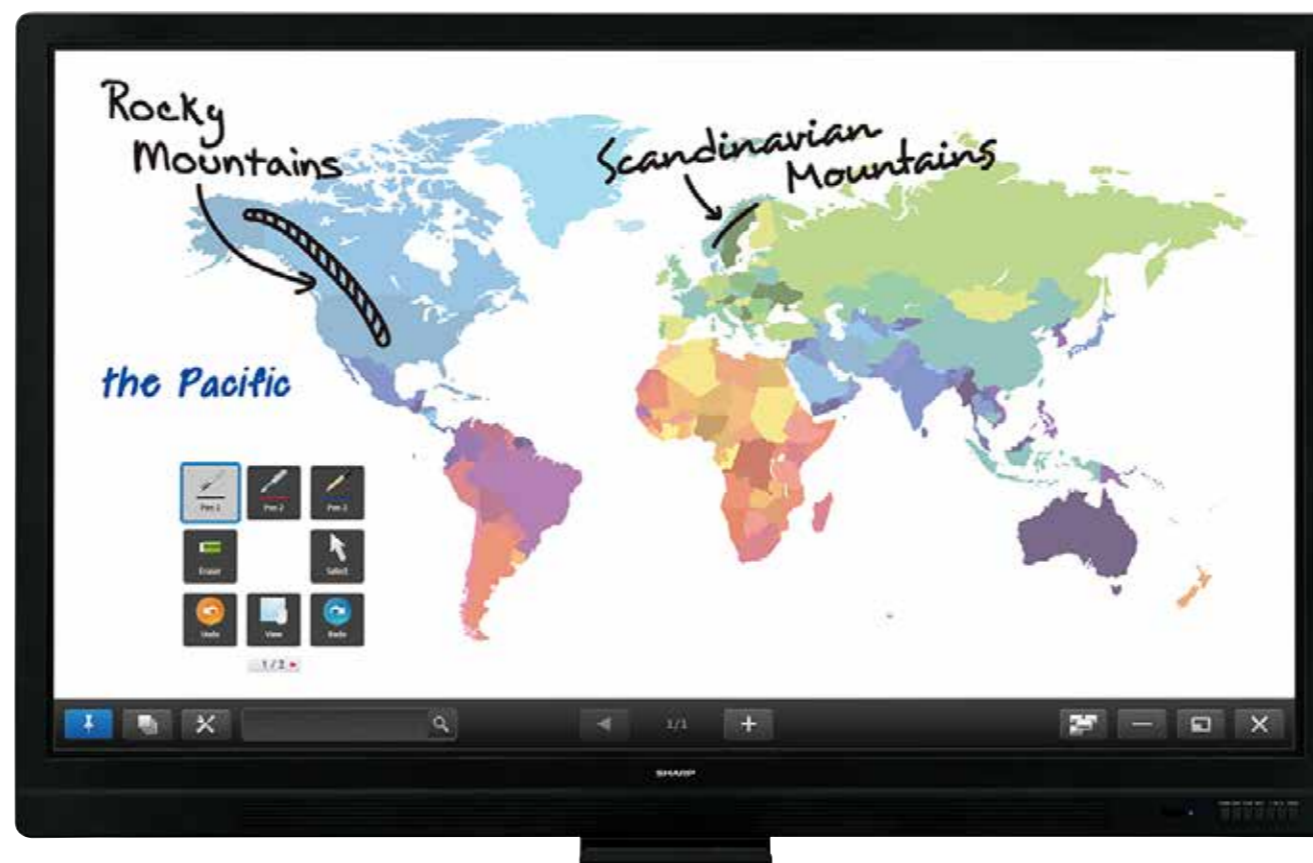 Rocky
Mountains
Scandinavian
Mountains
the Pacific
Pen 1
Pen 2
Pen 3
Erase
Select
Undo
View
Redo
1 / 2
1/1
SHARP